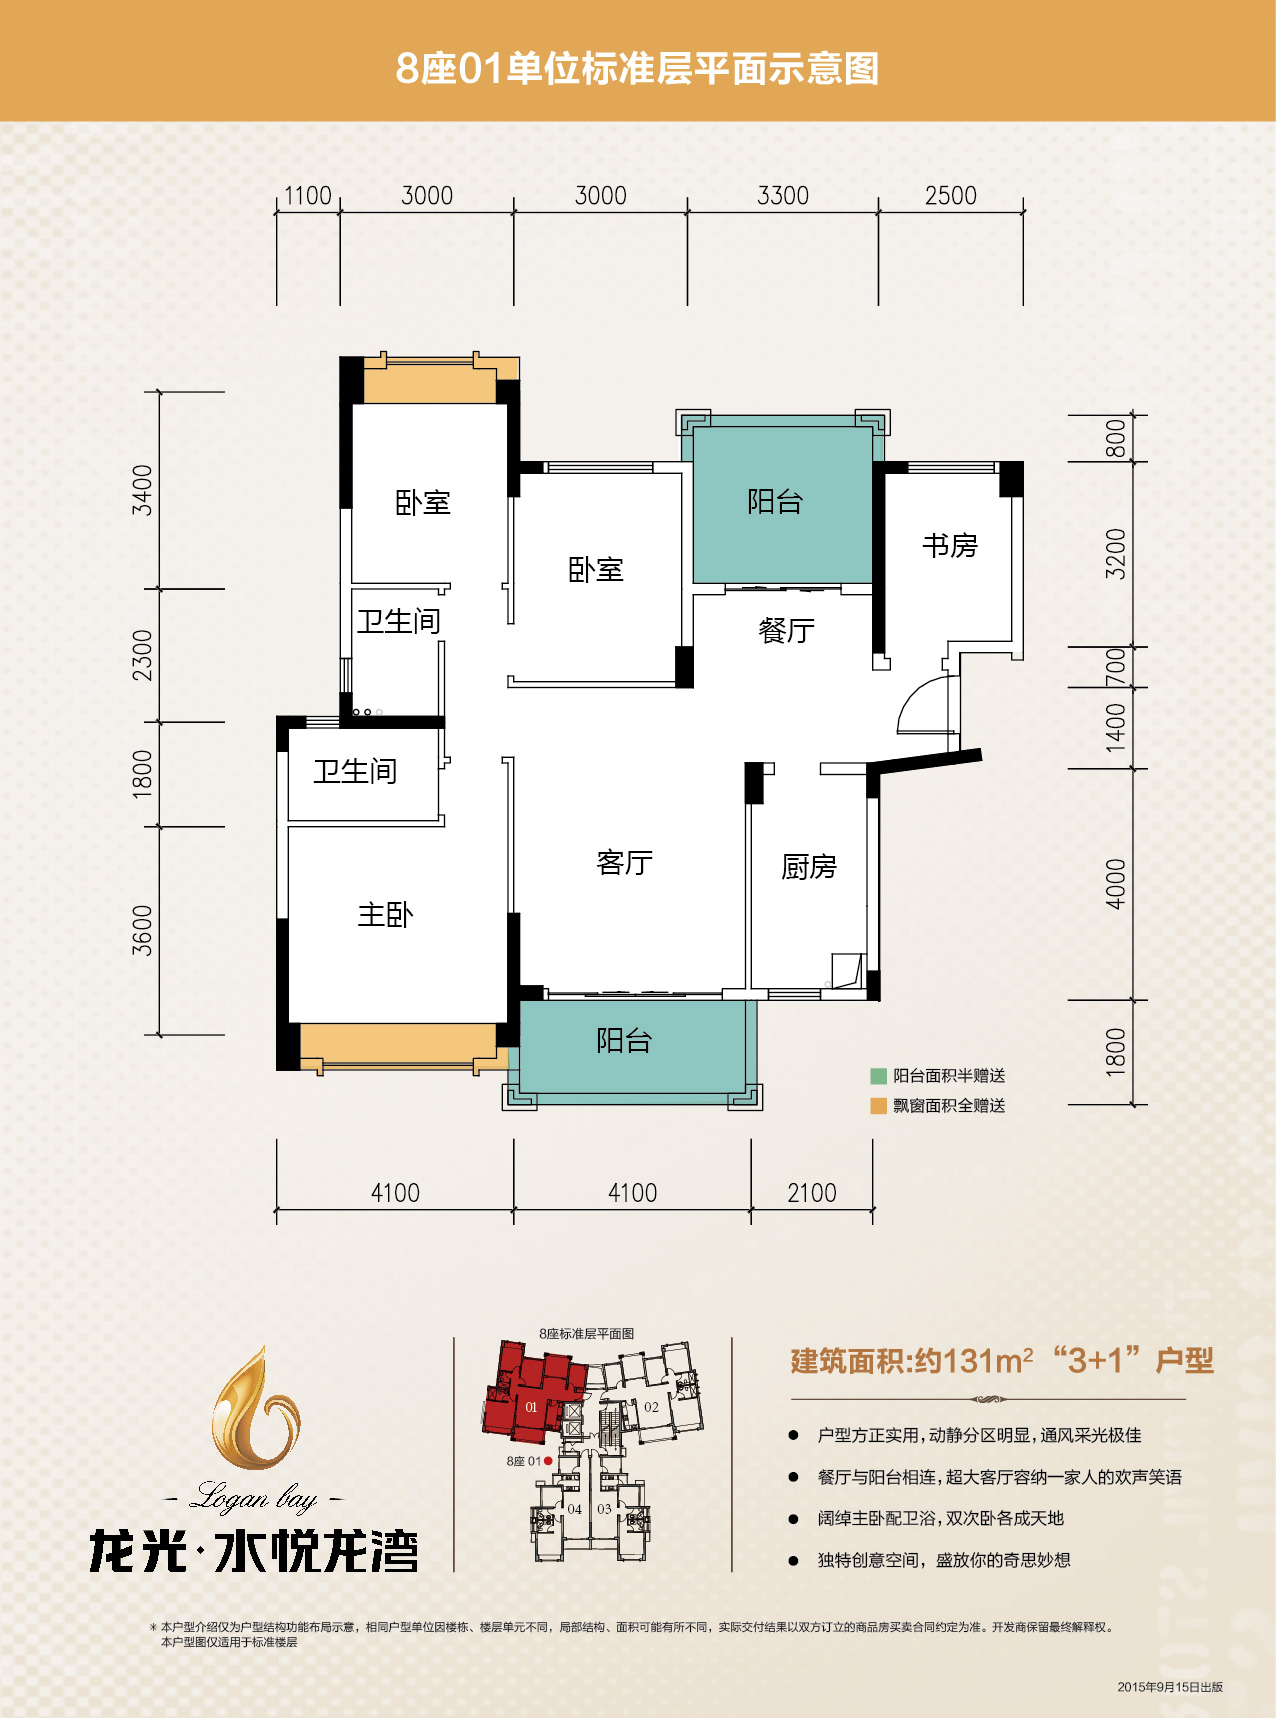 8座01单位标准层平面示意图
1100 3000 3000 3300 2500
3400
2300
1800
3600
800
3200
700
1400
4000
1800
卧室
卧室
阳台
书房
卫生间
餐厅
卫生间
客厅
厨房
主卧
阳台
阳台面积半赠送
飘窗面积全赠送
4100 4100 2100
8座标准层平面图
01
02
8座 01
04
03
Logan bay
龙光·水悦龙湾
建筑面积:约131m² “3+1” 户型
● 户型方正实用，动静分区明显，通风采光极佳
● 餐厅与阳台相连，超大客厅容纳一家人的欢声笑语
● 阔绰主卧配卫浴，双次卧各成天地
● 独特创意空间，盛放你的奇思妙想
＊ 本户型介绍仅为户型结构功能布局示意，相同户型单位因楼栋、楼层单元不同，局部结构、面积可能有所不同，实际交付结果以双方订立的商品房买卖合同约定为准。开发商保留最终解释权。
本户型图仅适用于标准楼层
2015年9月15日出版